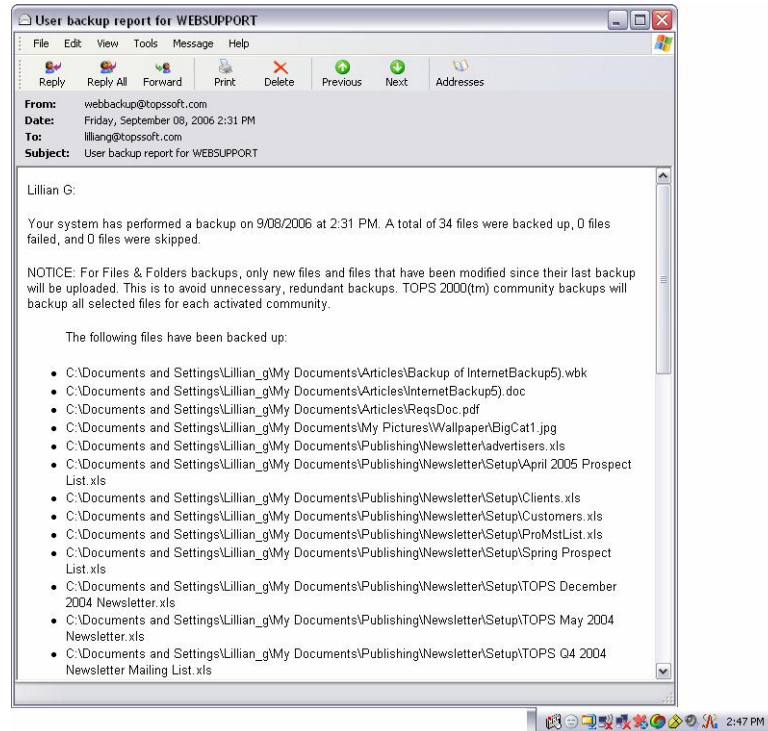 User backup report for WEBSUPPORT
File Edit View Tools Message Help
Reply Reply All Forward Print Delete Previous Next Addresses
From: webbackup@topssoft.com
Date: Friday, September 08, 2006 2:31 PM
To: lilliang@topssoft.com
Subject: User backup report for WEBSUPPORT
Lillian G:
Your system has performed a backup on 9/08/2006 at 2:31 PM. A total of 34 files were backed up, 0 files
failed, and 0 files were skipped.
NOTICE: For Files & Folders backups, only new files and files that have been modified since their last backup
will be uploaded. This is to avoid unnecessary, redundant backups. TOPS 2000(tm) community backups will
backup all selected files for each activated community.
The following files have been backed up:
• C:\Documents and Settings\Lillian_g\My Documents\Articles\Backup of InternetBackup5).wbk
• C:\Documents and Settings\Lillian_g\My Documents\Articles\InternetBackup5).doc
• C:\Documents and Settings\Lillian_g\My Documents\Articles\ReqsDoc.pdf
• C:\Documents and Settings\Lillian_g\My Documents\My Pictures\Wallpaper\BigCat1.jpg
• C:\Documents and Settings\Lillian_g\My Documents\Publishing\Newsletter\advertisers.xls
• C:\Documents and Settings\Lillian_g\My Documents\Publishing\Newsletter\Setup\April 2005 Prospect
List.xls
• C:\Documents and Settings\Lillian_g\My Documents\Publishing\Newsletter\Setup\Clients.xls
• C:\Documents and Settings\Lillian_g\My Documents\Publishing\Newsletter\Setup\Customers.xls
• C:\Documents and Settings\Lillian_g\My Documents\Publishing\Newsletter\Setup\ProMstList.xls
• C:\Documents and Settings\Lillian_g\My Documents\Publishing\Newsletter\Setup\Spring Prospect
List.xls
• C:\Documents and Settings\Lillian_g\My Documents\Publishing\Newsletter\Setup\TOPS December
2004 Newsletter.xls
• C:\Documents and Settings\Lillian_g\My Documents\Publishing\Newsletter\Setup\TOPS May 2004
Newsletter.xls
• C:\Documents and Settings\Lillian_g\My Documents\Publishing\Newsletter\Setup\TOPS Q4 2004
Newsletter Mailing List.xls
2:47 PM